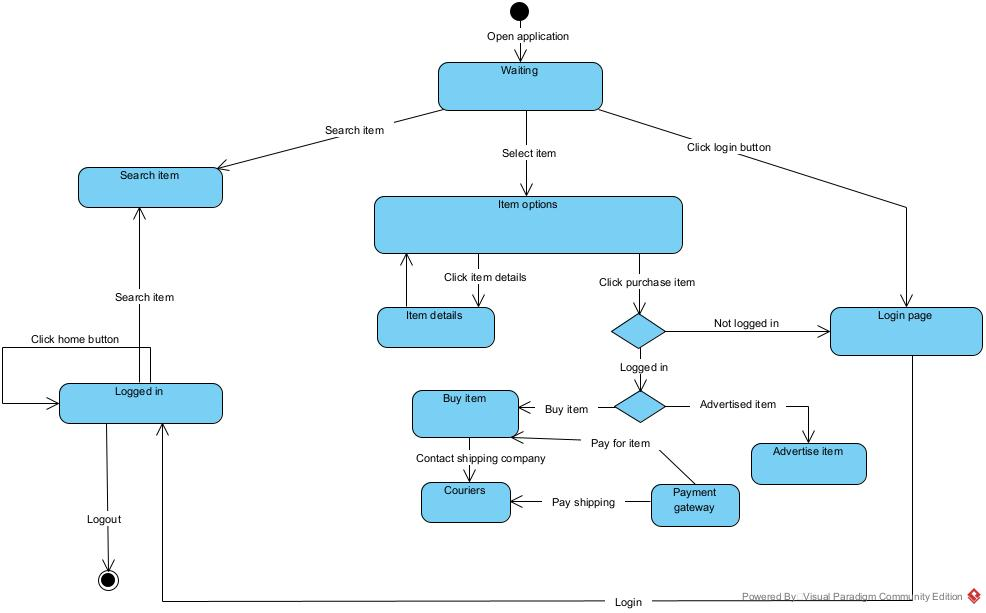 Open application
Waiting
Search item
Select item
Click login button
Search item
Item options
Click item details
Click purchase item
Search item
Item details
Not logged in
Login page
Click home button
Logged in
Logged in
Buy item
Buy item
Advertised item
Pay for item
Advertise item
Contact shipping company
Couriers
Pay shipping
Payment
gateway
Logout
Login
Powered By: Visual Paradigm Community Edition